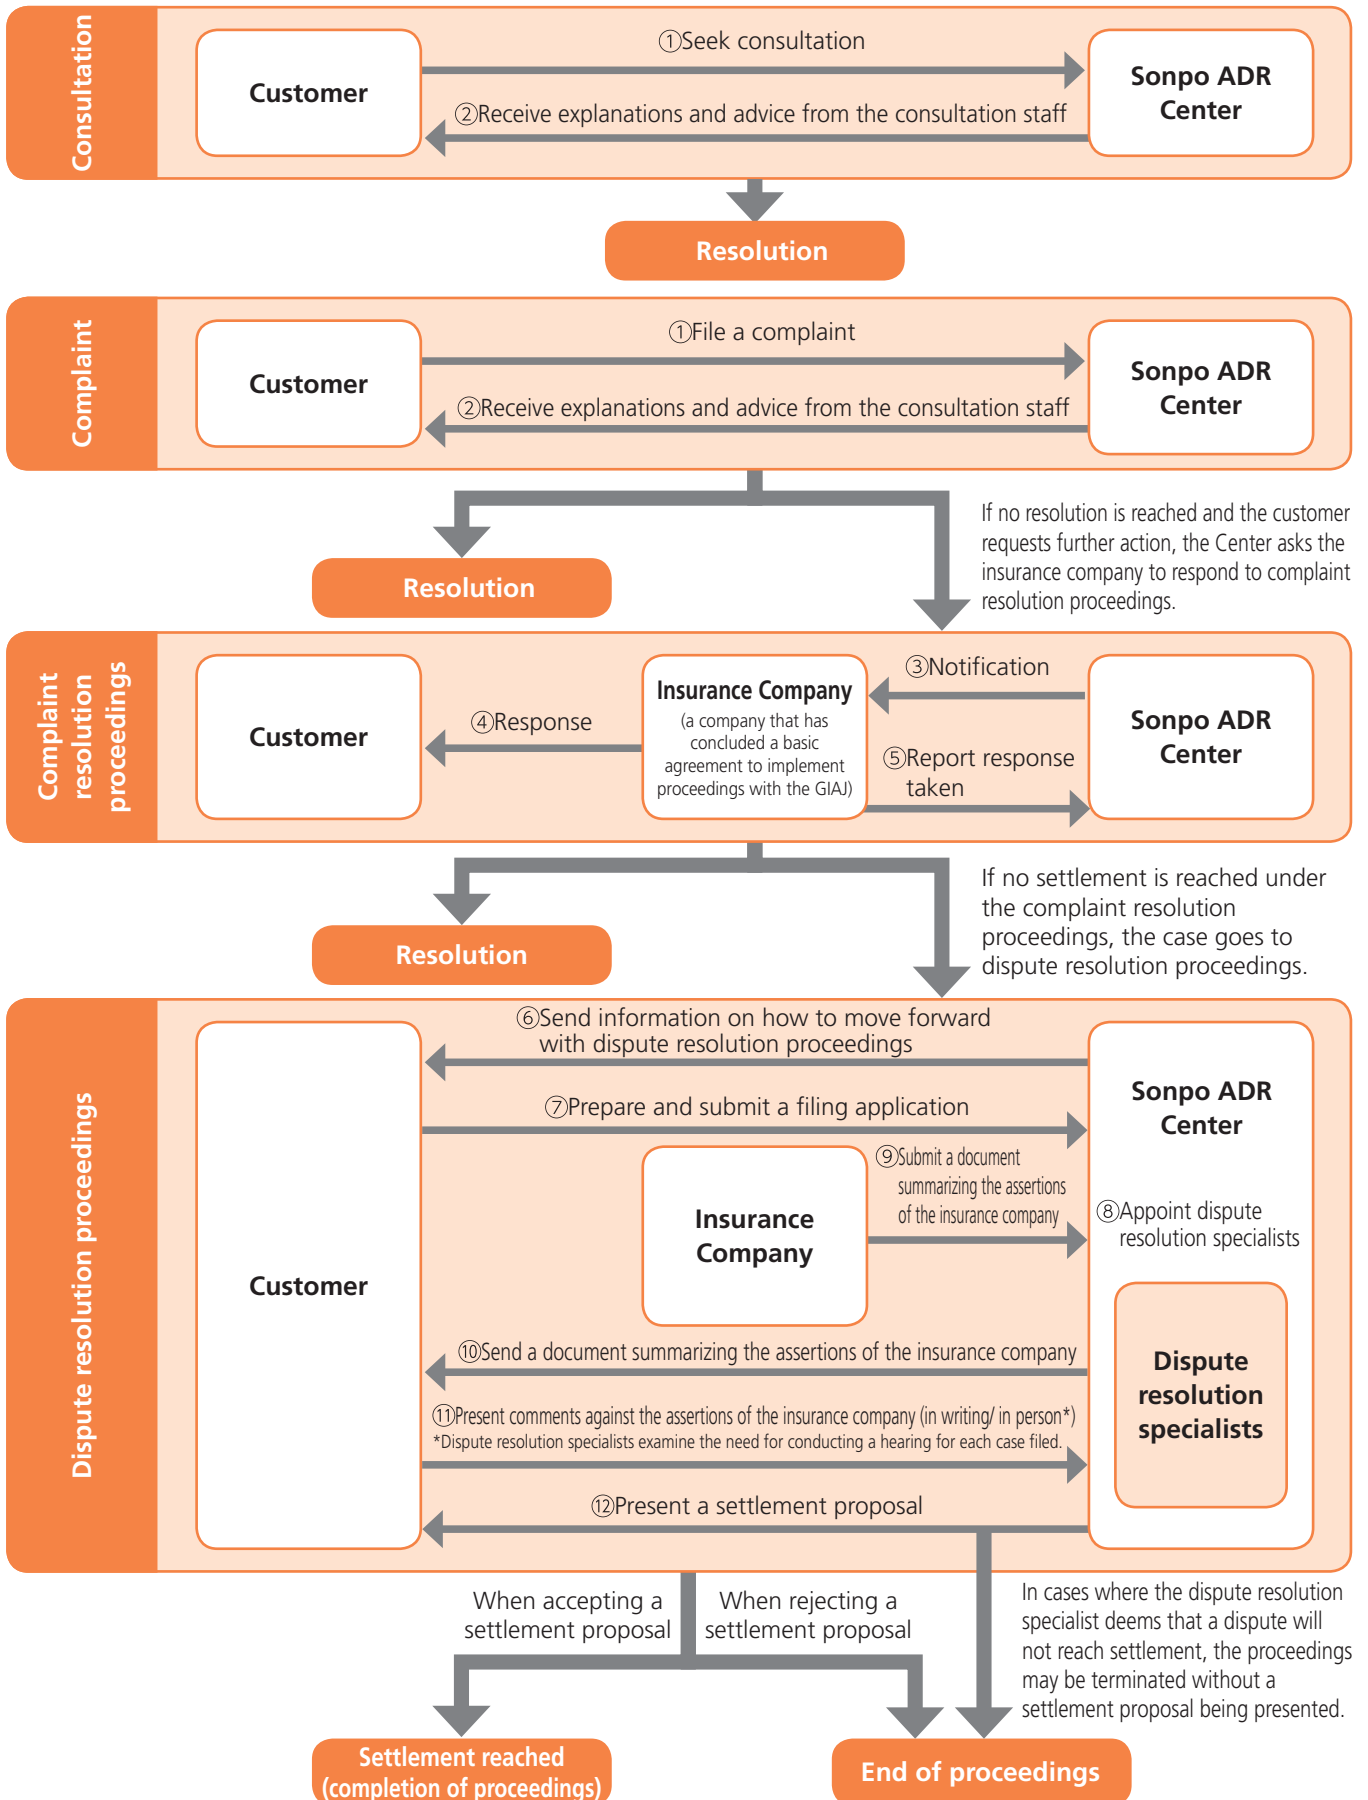 Consultation
Customer
①Seek consultation
②Receive explanations and advice from the consultation staff
Sonpo ADR
Center
Resolution
Complaint
Customer
①File a complaint
②Receive explanations and advice from the consultation staff
Sonpo ADR
Center
If no resolution is reached and the customer
requests further action, the Center asks the
insurance company to respond to complaint
resolution proceedings.
Resolution
Complaint
resolution
proceedings
Customer
④Response
Insurance Company
(a company that has
concluded a basic
agreement to implement
proceedings with the GIAJ)
③Notification
⑤Report response
taken
Sonpo ADR
Center
If no settlement is reached under
the complaint resolution
proceedings, the case goes to
dispute resolution proceedings.
Resolution
Dispute resolution proceedings
Customer
⑥Send information on how to move forward
with dispute resolution proceedings
⑦Prepare and submit a filing application
Insurance
Company
⑨Submit a document
summarizing the assertions
of the insurance company
Sonpo ADR
Center
⑧Appoint dispute
resolution specialists
Dispute
resolution
specialists
⑩Send a document summarizing the assertions of the insurance company
⑪Present comments against the assertions of the insurance company (in writing/ in person*)
*Dispute resolution specialists examine the need for conducting a hearing for each case filed.
⑫Present a settlement proposal
When accepting a
settlement proposal
When rejecting a
settlement proposal
In cases where the dispute resolution
specialist deems that a dispute will
not reach settlement, the proceedings
may be terminated without a
settlement proposal being presented.
Settlement reached
(completion of proceedings)
End of proceedings